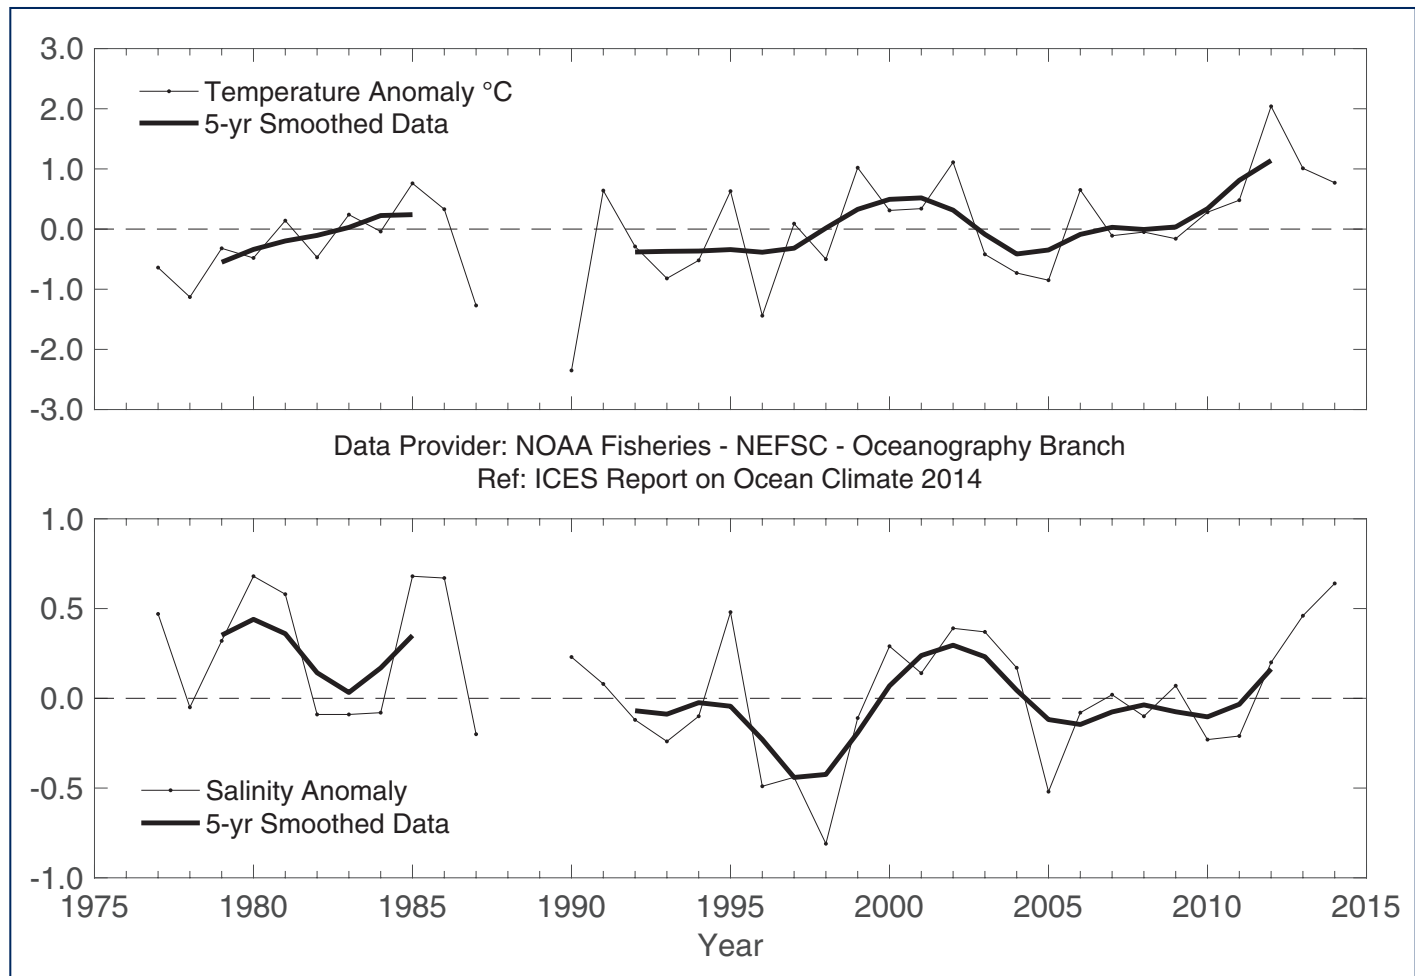 3.0
Temperature Anomaly °C
5-yr Smoothed Data
2.0
1.0
0.0
-1.0
-2.0
-3.0
Data Provider: NOAA Fisheries - NEFSC - Oceanography Branch
Ref: ICES Report on Ocean Climate 2014
1.0
0.5
0.0
-0.5
Salinity Anomaly
5-yr Smoothed Data
-1.0
1975 1980 1985 1990 1995 2000 2005 2010 2015
Year